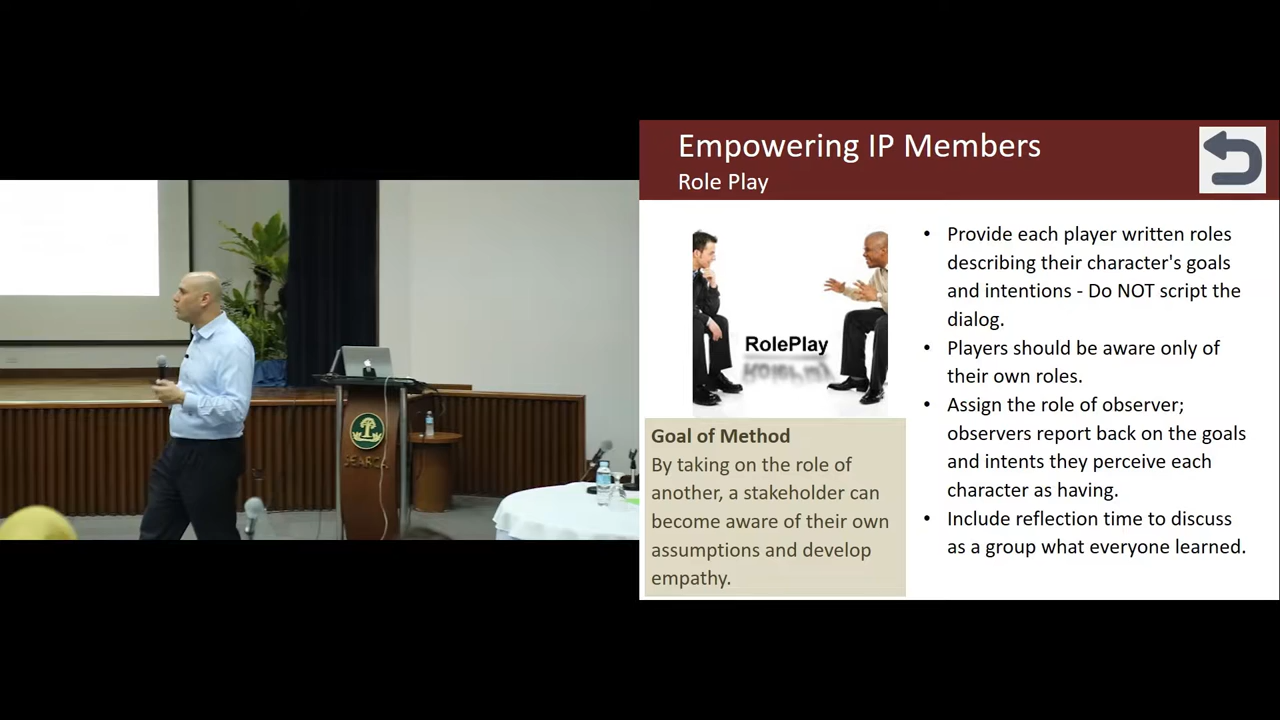 Empowering IP Members
Role Play
RolePlay
Goal of Method
By taking on the role of
another, a stakeholder can
become aware of their own
assumptions and develop
empathy.
• Provide each player written roles
describing their character's goals
and intentions - Do NOT script the
dialog.
• Players should be aware only of
their own roles.
• Assign the role of observer;
observers report back on the goals
and intents they perceive each
character as having.
• Include reflection time to discuss
as a group what everyone learned.
SEARCA